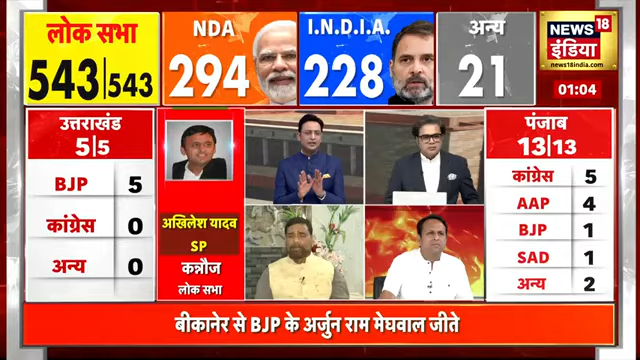 लोक सभा
543|543
NDA
294
I.N.D.I.A.
228
अन्य
21
NEWS 18
इंडिया
news18india.com
01:04
उत्तराखंड
5|5
BJP 5
कांग्रेस 0
अन्य 0
अखिलेश यादव
SP
कन्नौज
लोक सभा
पंजाब
13|13
कांग्रेस 5
AAP 4
BJP 1
SAD 1
अन्य 2
बीकानेर से BJP के अर्जुन राम मेघवाल जीते